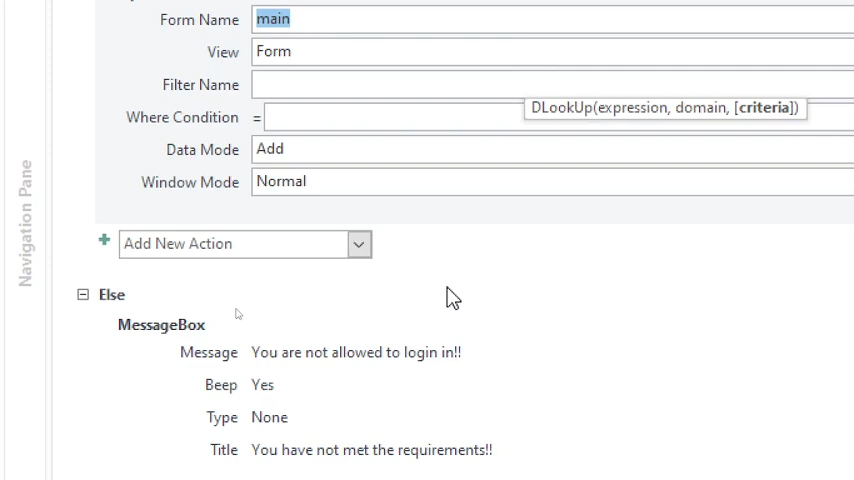 Form Name main
View Form
Filter Name
DLookUp(expression, domain, [criteria])
Where Condition =
Data Mode Add
Window Mode Normal
Navigation Pane
Add New Action
Else
MessageBox
Message You are not allowed to login in!!
Beep Yes
Type None
Title You have not met the requirements!!